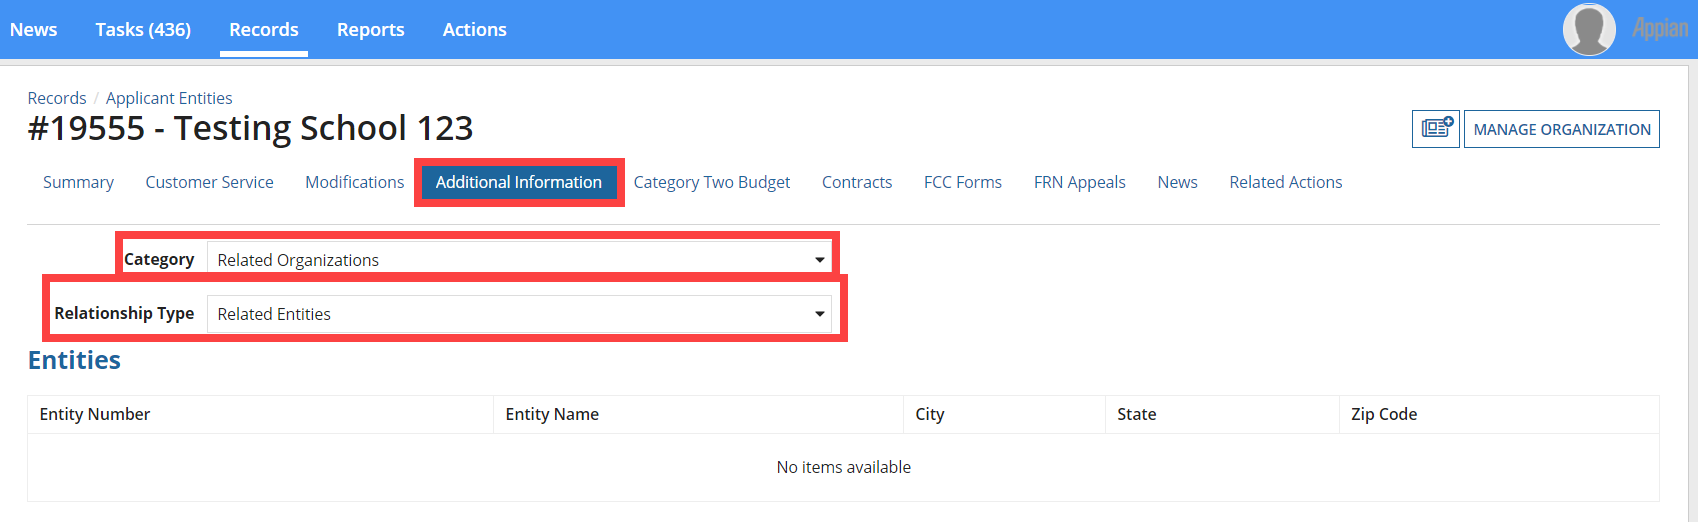 News Tasks (436) Records Reports Actions Appian
Records / Applicant Entities
#19555 - Testing School 123
MANAGE ORGANIZATION
Summary Customer Service Modifications Additional Information Category Two Budget Contracts FCC Forms FRN Appeals News Related Actions
Category Related Organizations
Relationship Type Related Entities
Entities
Entity Number Entity Name City State Zip Code
No items available